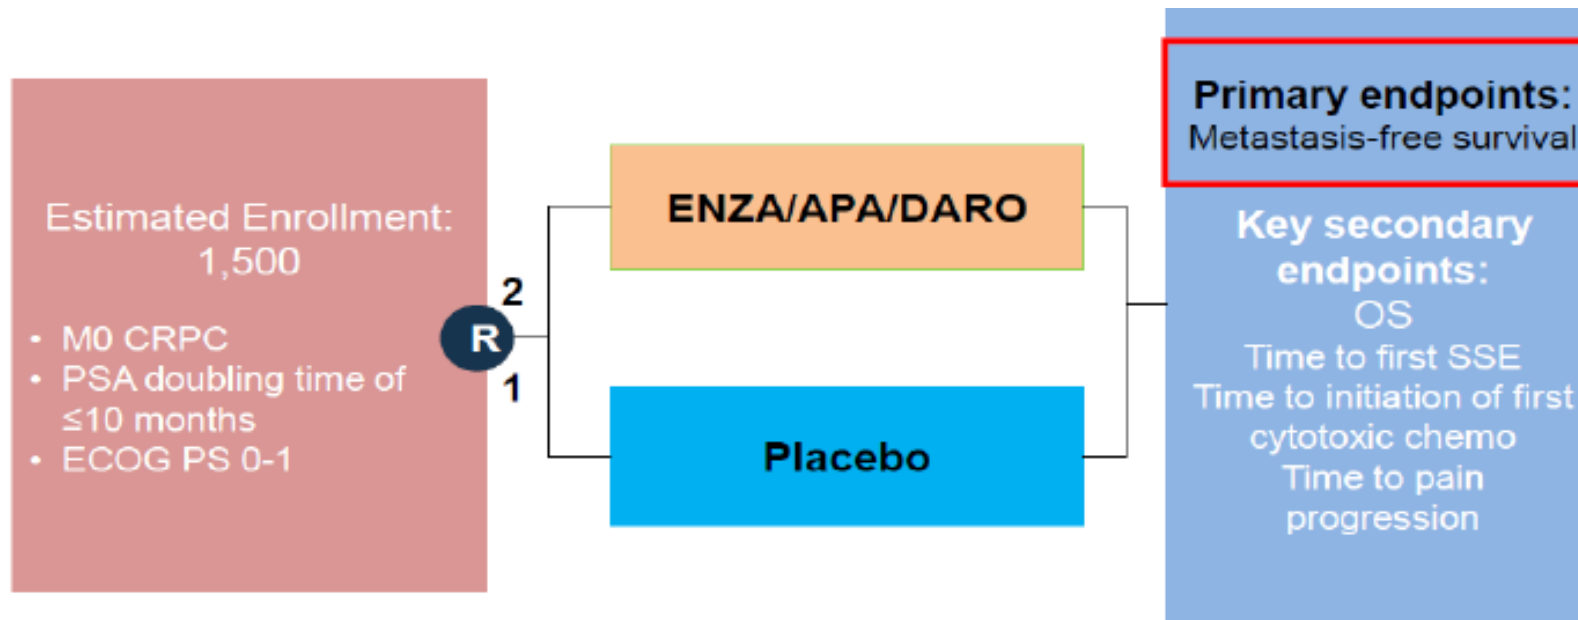 Estimated Enrollment:
1,500
• M0 CRPC
• PSA doubling time of
≤10 months
• ECOG PS 0-1
R
2
1
ENZA/APA/DARO
Placebo
Primary endpoints:
Metastasis-free survival
Key secondary
endpoints:
OS
Time to first SSE
Time to initiation of first
cytotoxic chemo
Time to pain
progression